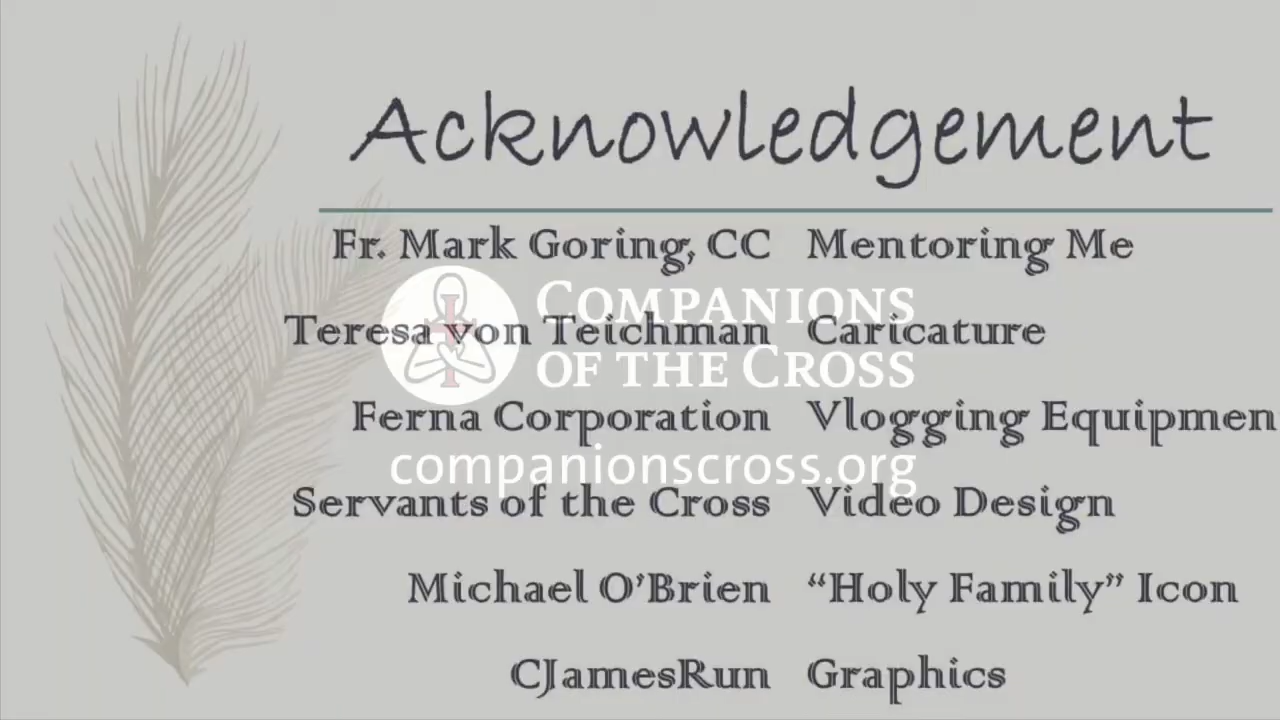 Acknowledgement
Fr. Mark Goring, CC Mentoring Me
COMPANIONS
Teresa von Teichman Caricature
OF THE CROSS
Ferna Corporation Vlogging Equipmen
companionscross.org
Servants of the Cross Video Design
Michael O’Brien “Holy Family” Icon
CJamesRun Graphics